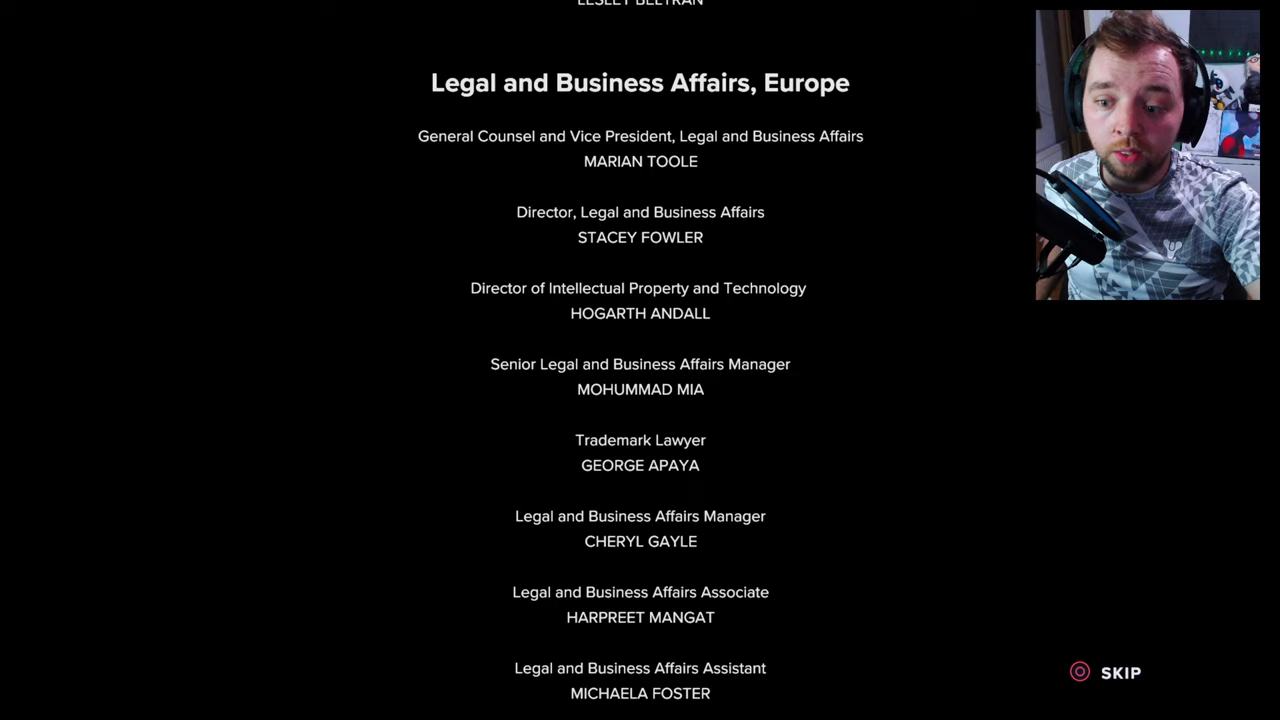 LESLEY BELTRAN
Legal and Business Affairs, Europe
General Counsel and Vice President, Legal and Business Affairs
MARIAN TOOLE
Director, Legal and Business Affairs
STACEY FOWLER
Director of Intellectual Property and Technology
HOGARTH ANDALL
Senior Legal and Business Affairs Manager
MOHUMMAD MIA
Trademark Lawyer
GEORGE APAYA
Legal and Business Affairs Manager
CHERYL GAYLE
Legal and Business Affairs Associate
HARPREET MANGAT
Legal and Business Affairs Assistant
MICHAELA FOSTER
SKIP